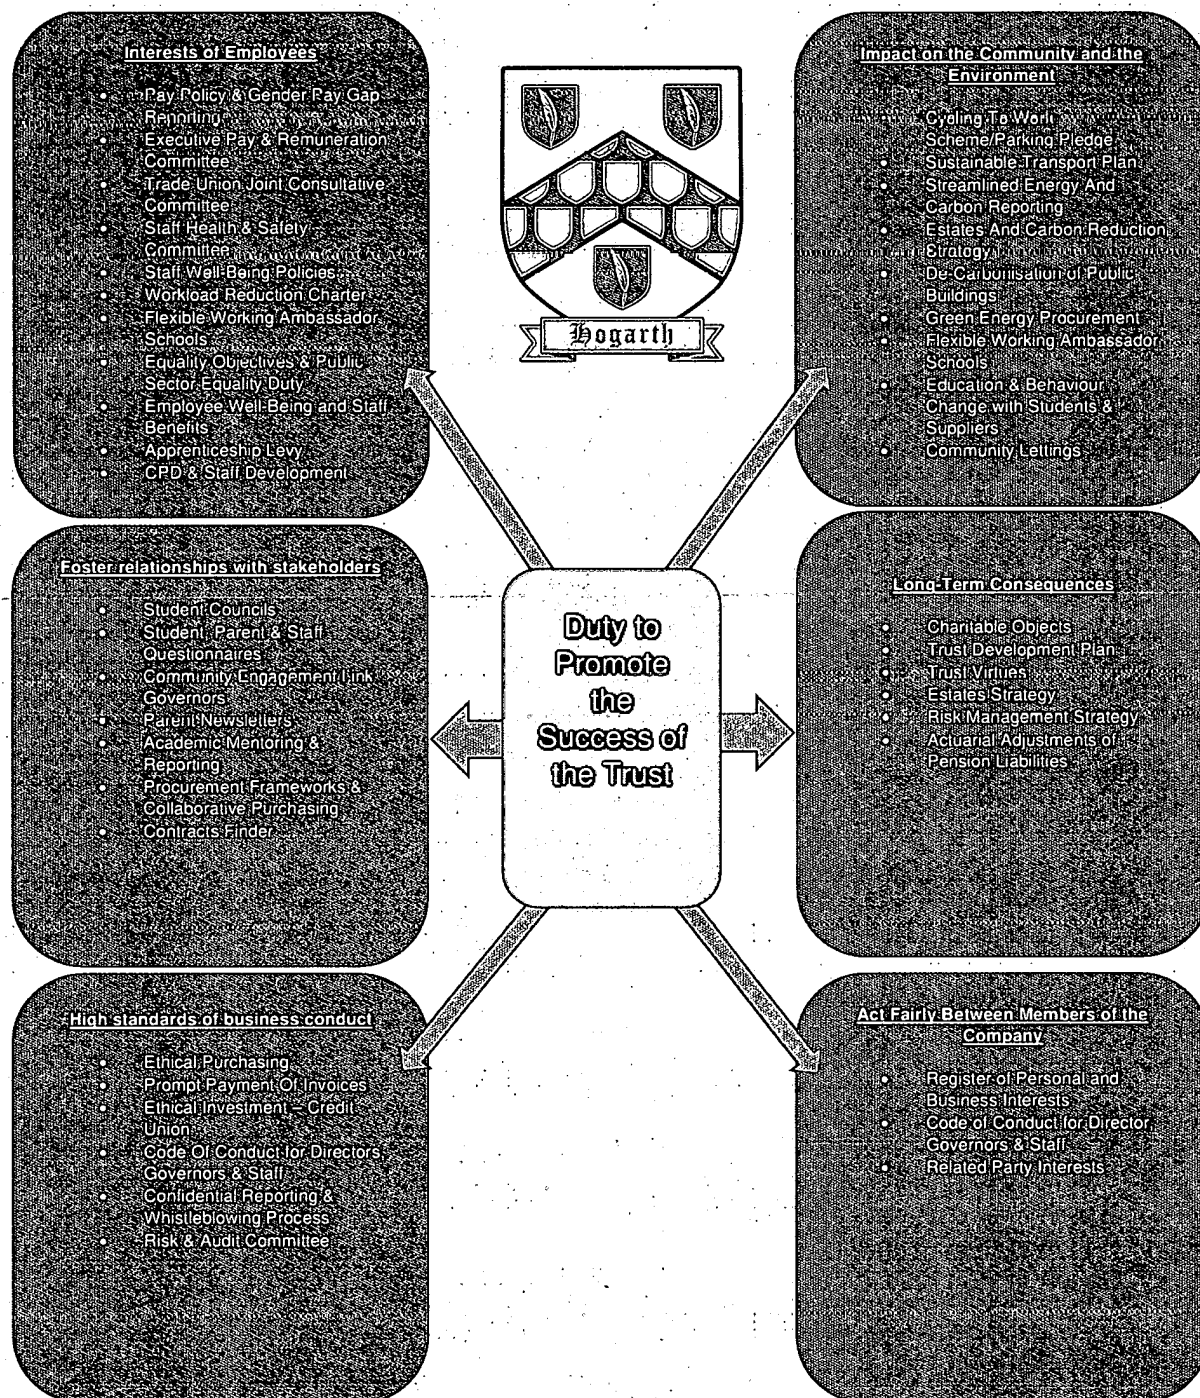 Interests of Employees
• Pay Policy & Gender Pay Gap
Reporting
• Executive Pay & Remuneration
Committee
• Trade Union Joint Consultative
Committee
• Staff Health & Safety
Committee
• Staff Well-Being Policies
• Workload Reduction Charter
• Flexible Working Ambassador
Schools
• Equality Objectives & Public
Sector Equality Duty
• Employee Well-Being and Staff
Benefits
• Apprenticeship Levy
• CPD & Staff Development
Hogarth
Impact on the Community and the
Environment
• Cycling To Work
Scheme/Parking Pledge
• Sustainable Transport Plan
• Streamlined Energy And
Carbon Reporting
• Estates And Carbon Reduction
Strategy
• De-Carbonisation of Public
Buildings
• Green Energy Procurement
• Flexible Working Ambassador
Schools
• Education & Behaviour
Change with Students &
Suppliers
• Community Lettings
Foster relationships with stakeholders
• Student Councils
• Student, Parent & Staff
Questionnaires
• Community Engagement Link
Governors
• Parent Newsletters
• Academic Mentoring &
Reporting
• Procurement Frameworks &
Collaborative Purchasing
• Contracts Finder
Duty to
Promote
the
Success of
the Trust
Long-Term Consequences
• Charitable Objects
• Trust Development Plan
• Trust Virtues
• Estates Strategy
• Risk Management Strategy
• Actuarial Adjustments of
Pension Liabilities
High standards of business conduct
• Ethical Purchasing
• Prompt Payment Of Invoices
• Ethical Investment – Credit
Union
• Code Of Conduct for Directors,
Governors & Staff
• Confidential Reporting &
Whistleblowing Process
• Risk & Audit Committee
Act Fairly Between Members of the
Company
• Register of Personal and
Business Interests
• Code of Conduct for Director,
Governors & Staff
• Related Party Interests